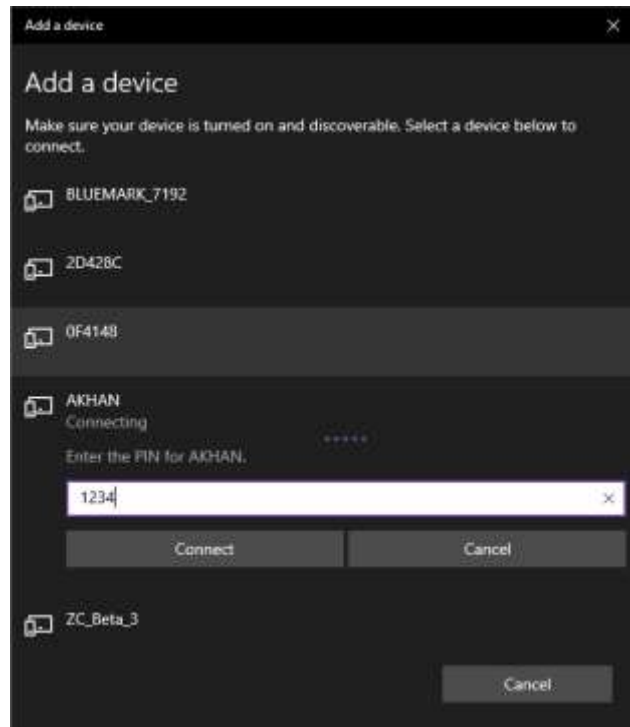 Add a device
Add a device
Make sure your device is turned on and discoverable. Select a device below to
connect.
BLUEMARK_7192
2D428C
0F4148
AKHAN
Connecting
Enter the PIN for AKHAN.
1234
Connect Cancel
ZC_Beta_3
Cancel